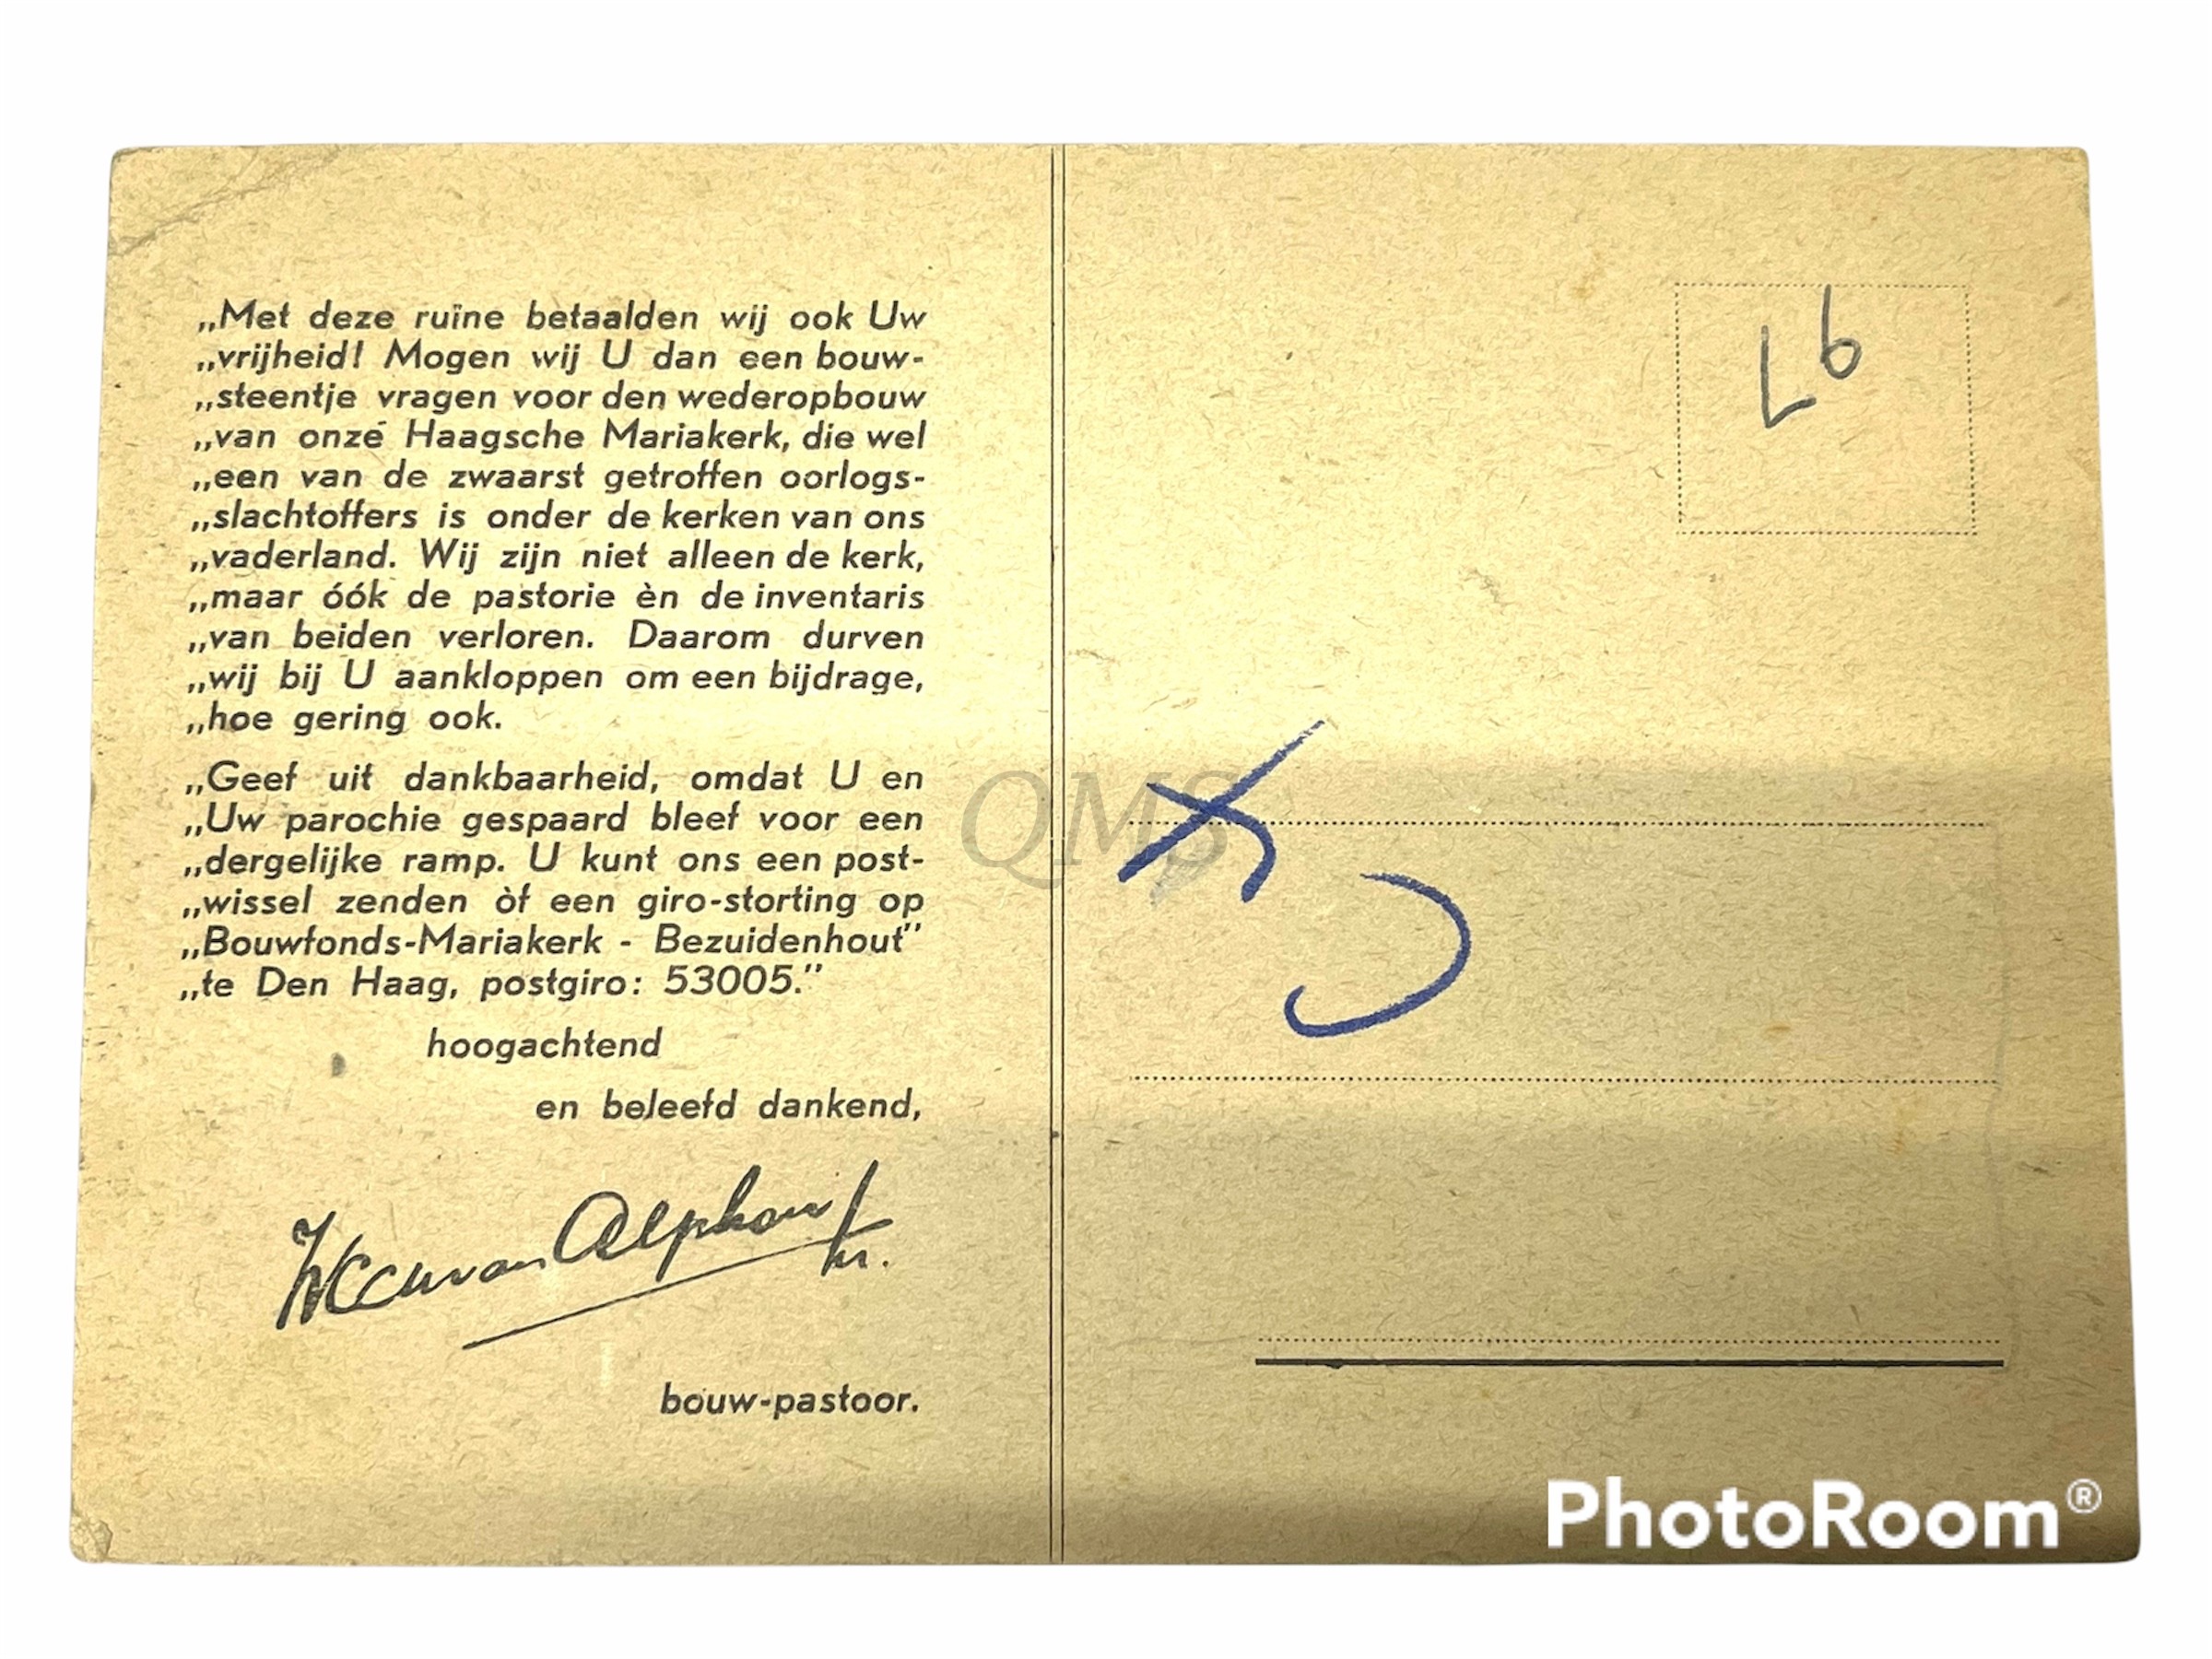 „Met deze ruïne betaalden wij ook Uw
„vrijheid! Mogen wij U dan een bouw-
„steentje vragen voor den wederopbouw
„van onze Haagsche Mariakerk, die wel
„een van de zwaarst getroffen oorlogs-
„slachtoffers is onder de kerken van ons
„vaderland. Wij zijn niet alleen de kerk,
„maar óók de pastorie èn de inventaris
„van beiden verloren. Daarom durven
„wij bij U aankloppen om een bijdrage,
„hoe gering ook.
„Geef uit dankbaarheid, omdat U en
„Uw parochie gespaard bleef voor een
„dergelijke ramp. U kunt ons een post-
„wissel zenden òf een giro-storting op
„Bouwfonds-Mariakerk - Bezuidenhout"
„te Den Haag, postgiro: 53005."
hoogachtend
en beleefd dankend,
van Alphen
pr.
bouw-pastoor.
QMS
PhotoRoom®